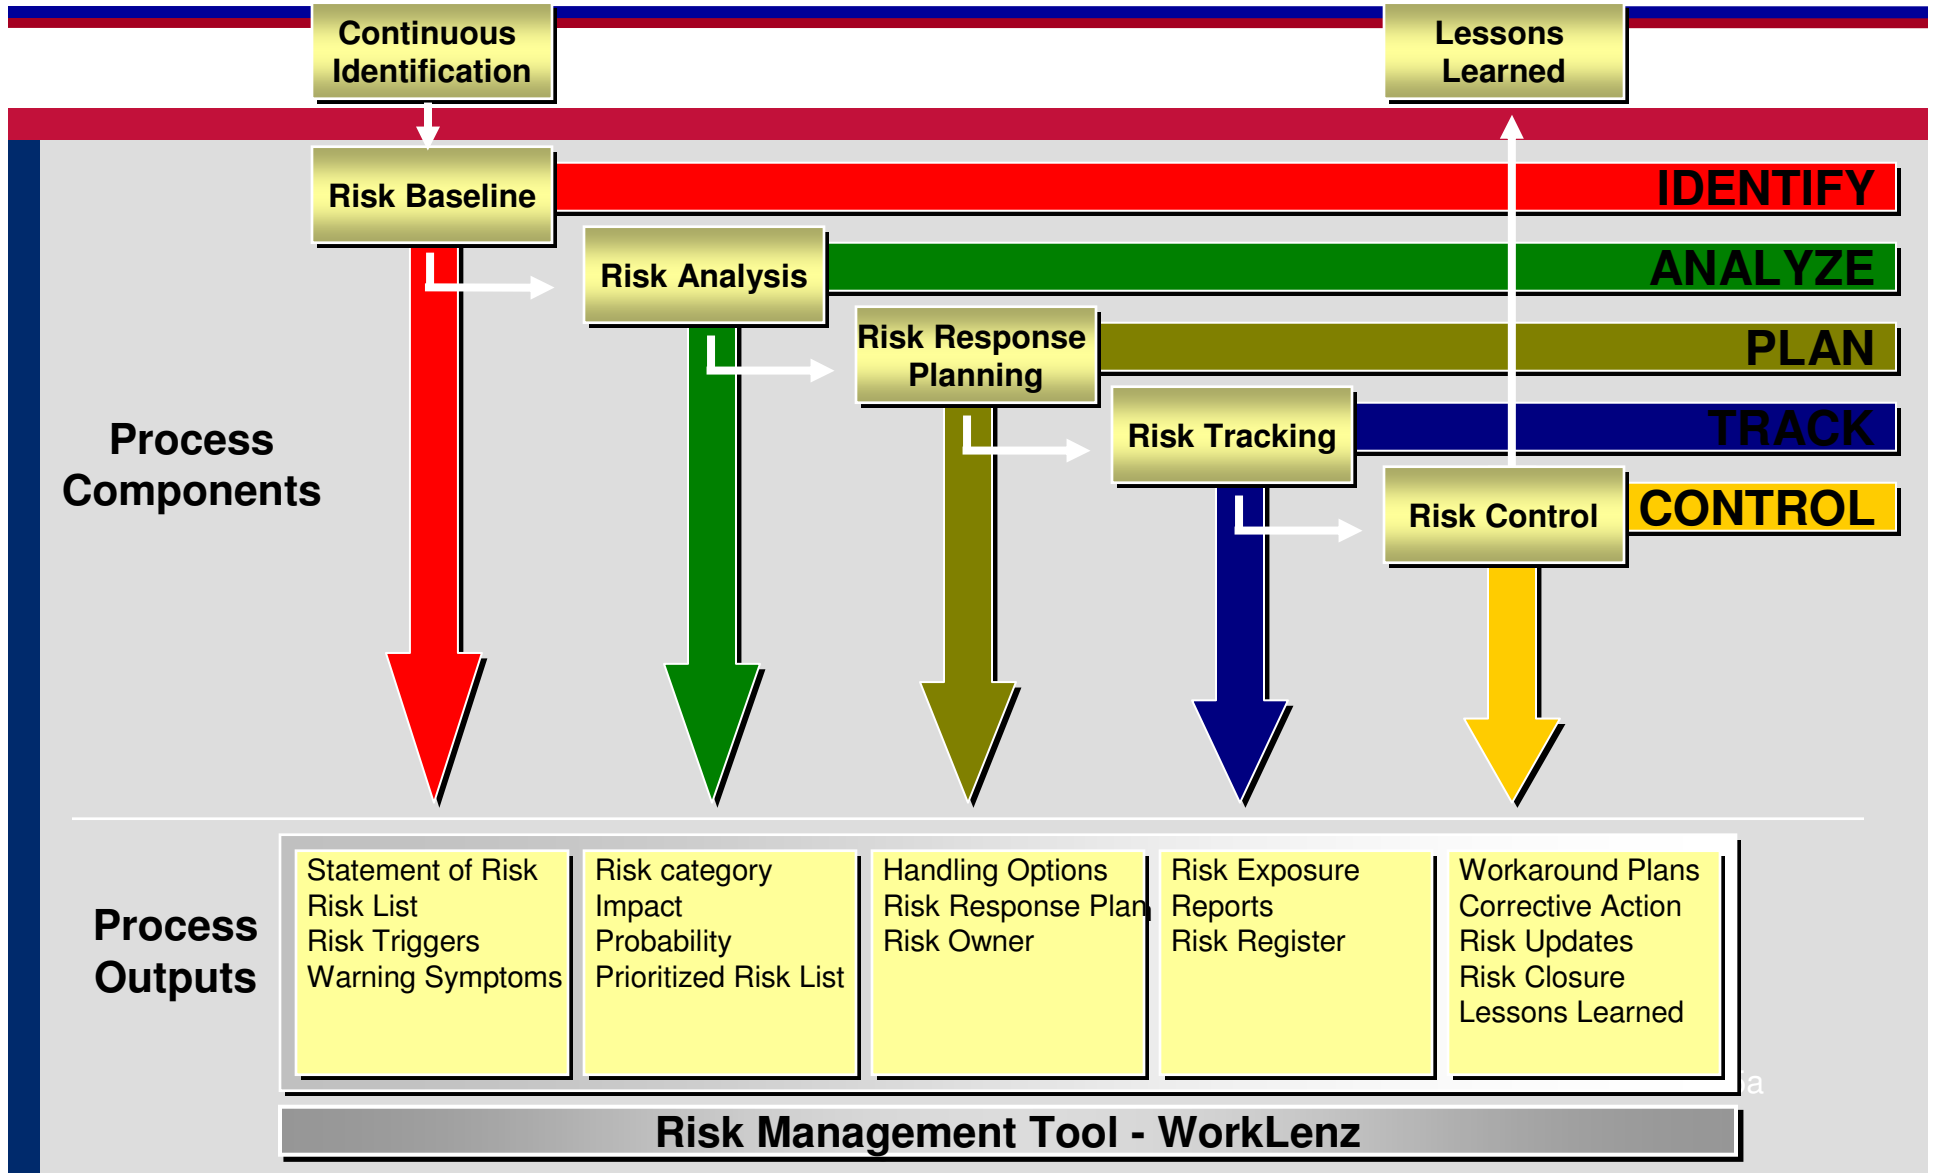 Continuous
Identification
Lessons
Learned
Risk Baseline
IDENTIFY
Risk Analysis
ANALYZE
Risk Response
Planning
PLAN
Risk Tracking
TRACK
Risk Control
CONTROL
Process
Components
Process
Outputs
Statement of Risk
Risk List
Risk Triggers
Warning Symptoms
Risk category
Impact
Probability
Prioritized Risk List
Handling Options
Risk Response Plan
Risk Owner
Risk Exposure
Reports
Risk Register
Workaround Plans
Corrective Action
Risk Updates
Risk Closure
Lessons Learned
Risk Management Tool - WorkLenz